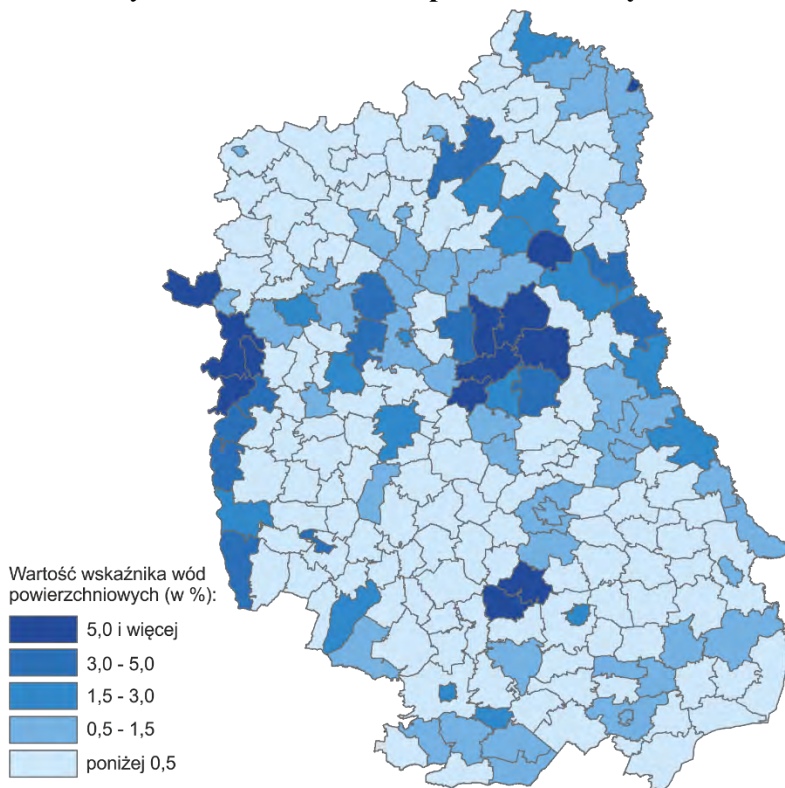 Wartość wskaźnika wód
powierzchniowych (w %):
5,0 i więcej
3,0 - 5,0
1,5 - 3,0
0,5 - 1,5
poniżej 0,5